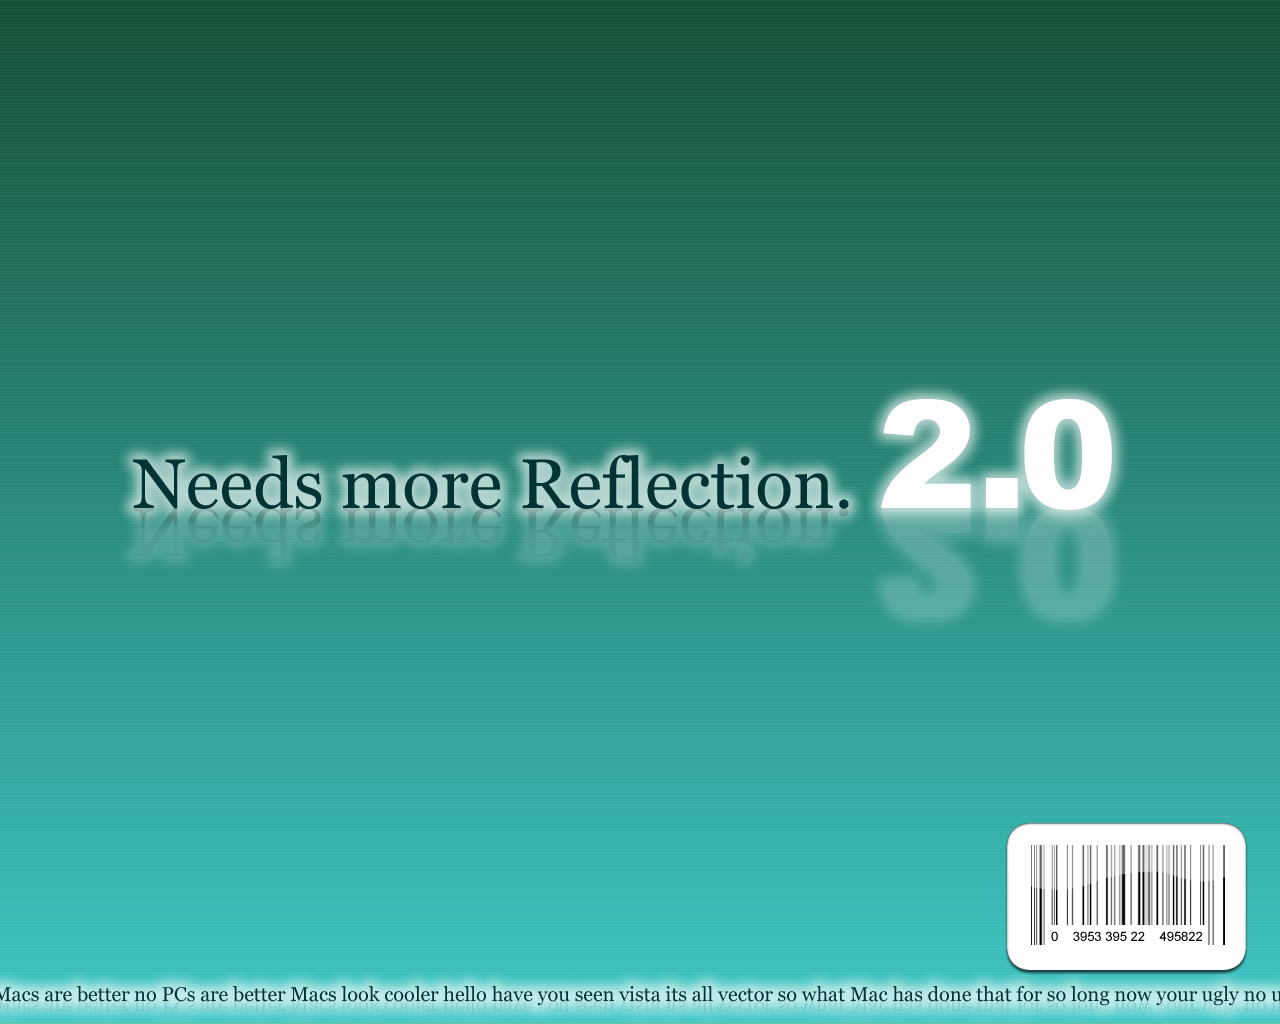 Needs more Reflection. 2.0
0 3953 395 22 495822
Macs are better no PCs are better Macs look cooler hello have you seen vista its all vector so what Mac has done that for so long now your ugly no u